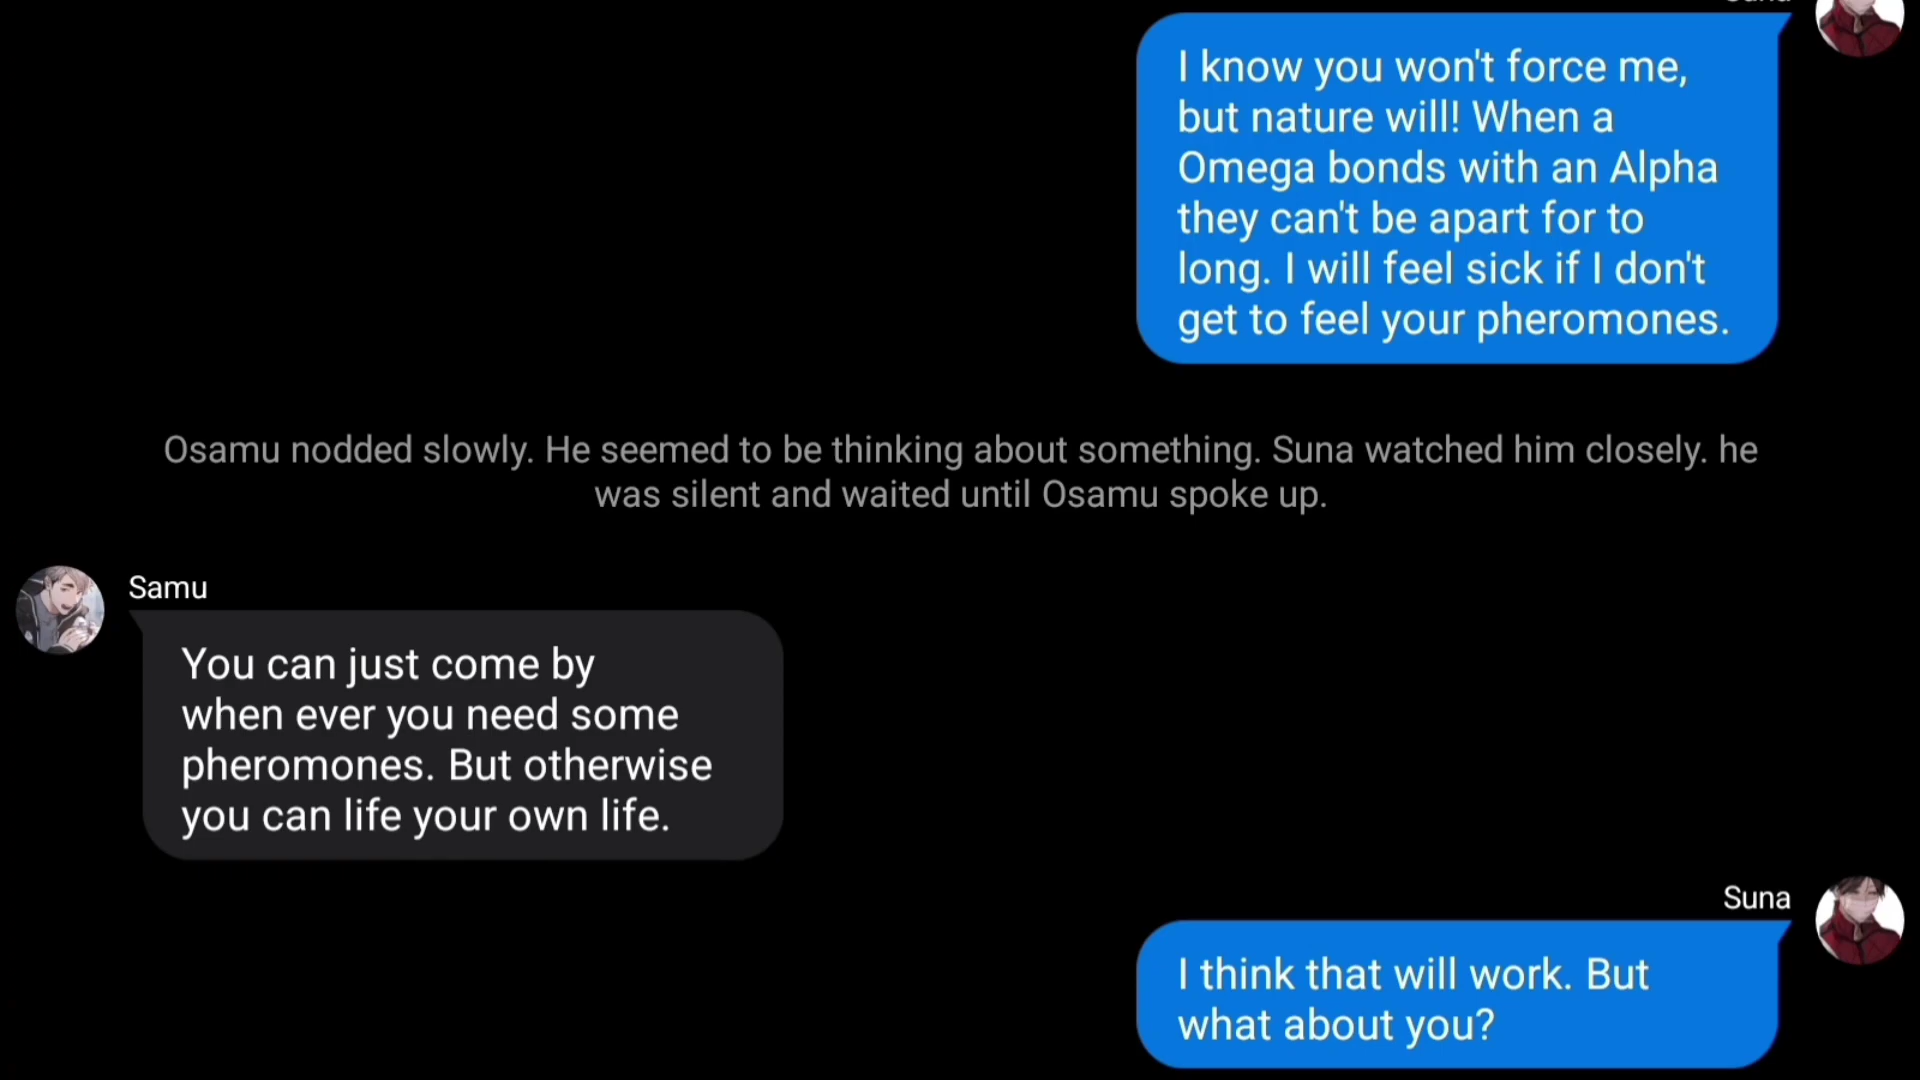 I know you won't force me,
but nature will! When a
Omega bonds with an Alpha
they can't be apart for to
long. I will feel sick if I don't
get to feel your pheromones.
Osamu nodded slowly. He seemed to be thinking about something. Suna watched him closely. he
was silent and waited until Osamu spoke up.
Samu
You can just come by
when ever you need some
pheromones. But otherwise
you can life your own life.
Suna
I think that will work. But
what about you?